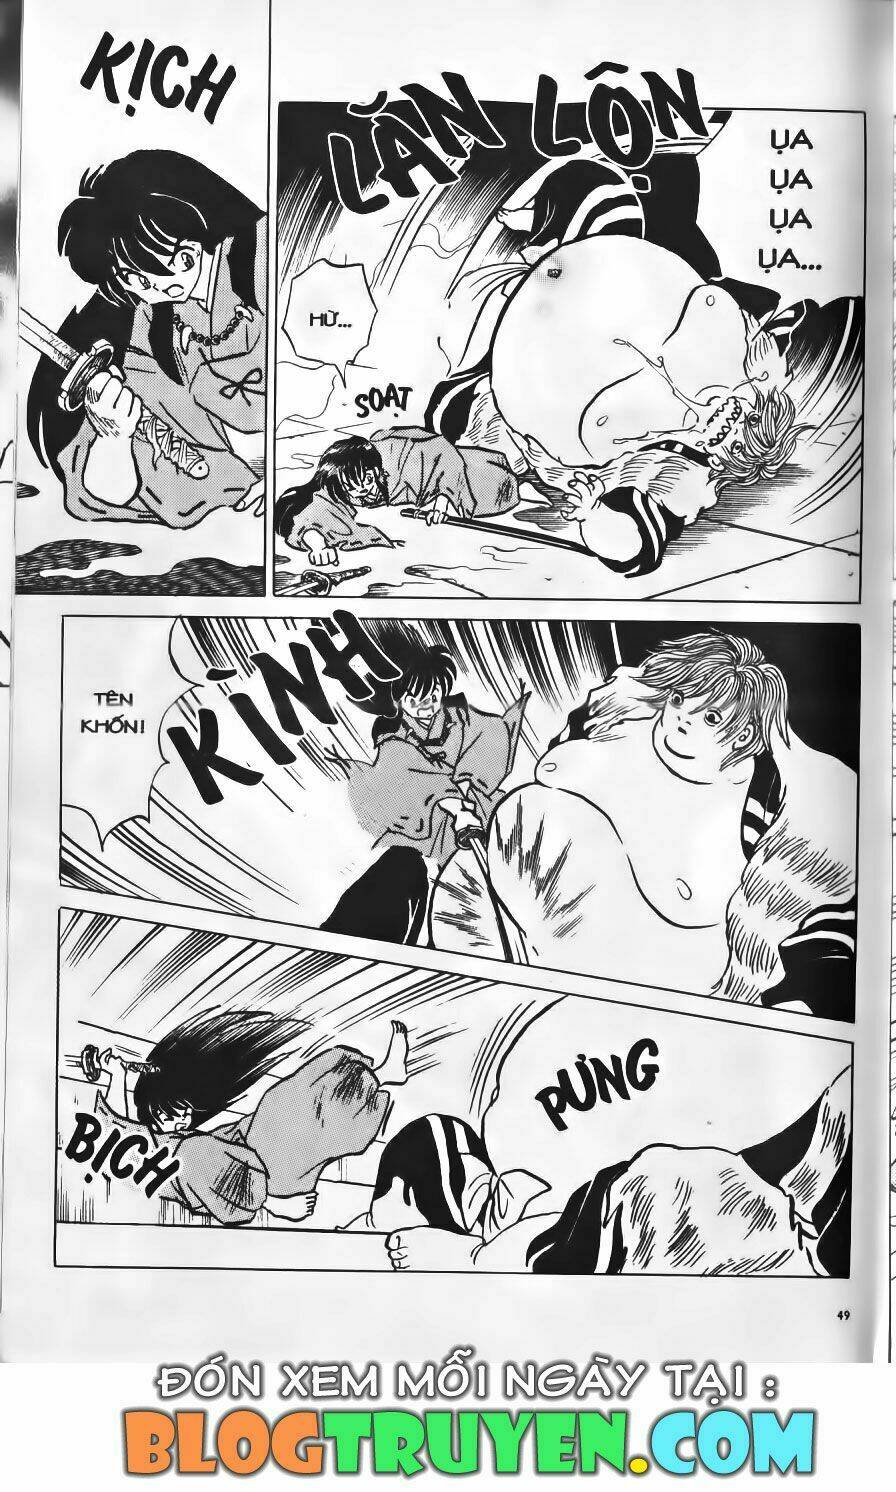 ỤA
ỤA
ỤA
ỤA...
LĂN LỘN
HỪ...
SOẠT
KỊCH
KÌNH
TÊN
KHỐN!
PƯNG
BỊCH
49
ĐÓN XEM MỖI NGÀY TẠI :
BLOGTRUYEN.COM